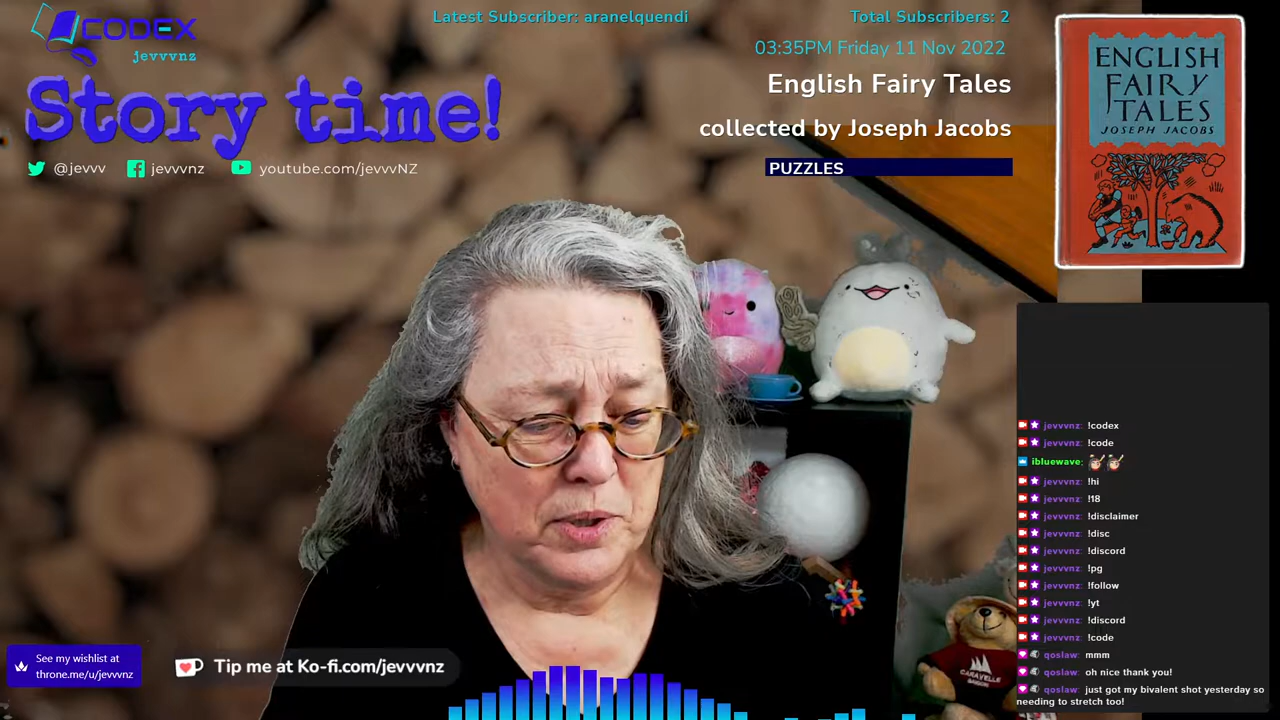 CODEX
jevvvnz
Story time!
@jevvv
jevvvnz
youtube.com/jevvvNZ
Latest Subscriber: aranelquendi
Total Subscribers: 2
03:35PM Friday 11 Nov 2022
English Fairy Tales
collected by Joseph Jacobs
PUZZLES
ENGLISH
FAIRY
TALES
JOSEPH JACOBS
jevvvnz: !codex
jevvvnz: !code
ibluewave:
jevvvnz: !hi
jevvvnz: !18
jevvvnz: !disclaimer
jevvvnz: !disc
jevvvnz: !discord
jevvvnz: !pg
jevvvnz: !follow
jevvvnz: !yt
jevvvnz: !discord
jevvvnz: !code
qoslaw: mmm
qoslaw: oh nice thank you!
qoslaw: just got my bivalent shot yesterday so
needing to stretch too!
See my wishlist at
throne.me/u/jevvvnz
Tip me at Ko-fi.com/jevvvnz
CARAVELLE
SAIGON